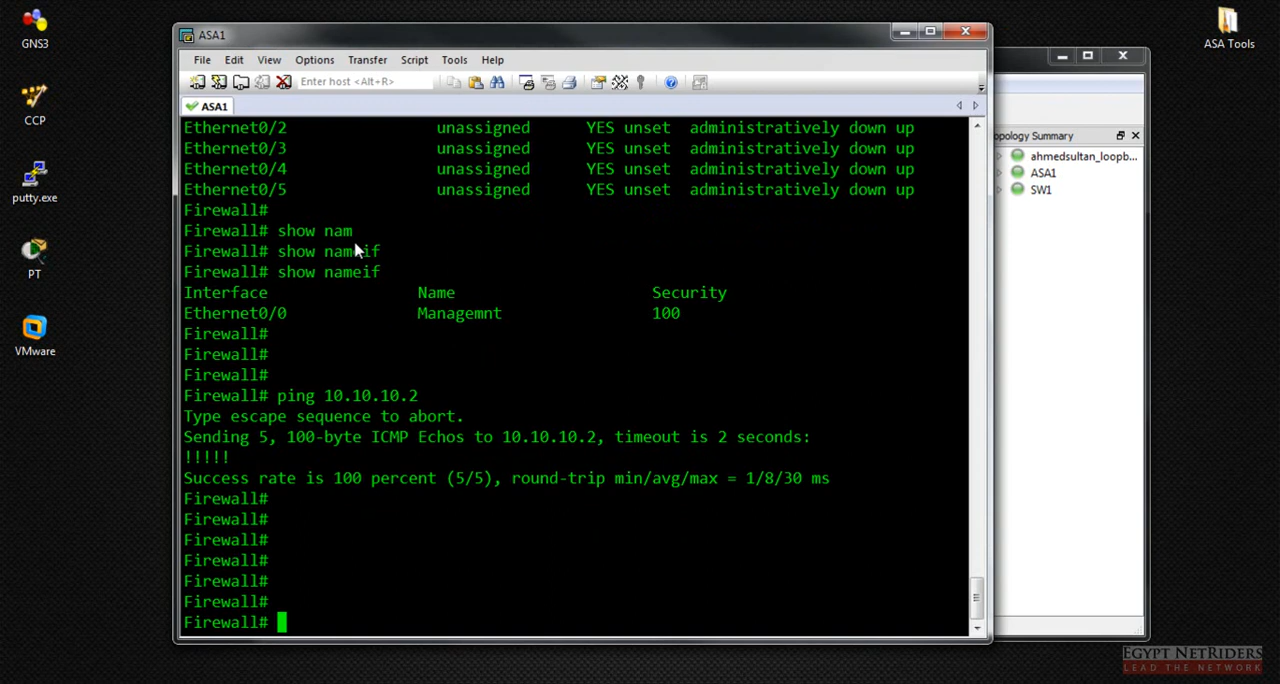 GNS3
CCP
putty.exe
PT
VMware
ASA Tools
ASA1
File Edit View Options Transfer Script Tools Help
Enter host <Alt+R>
ASA1
Ethernet0/2 unassigned YES unset administratively down up
Ethernet0/3 unassigned YES unset administratively down up
Ethernet0/4 unassigned YES unset administratively down up
Ethernet0/5 unassigned YES unset administratively down up
Firewall#
Firewall# show nam
Firewall# show nameif
Firewall# show nameif
Interface Name Security
Ethernet0/0 Managemnt 100
Firewall#
Firewall#
Firewall#
Firewall# ping 10.10.10.2
Type escape sequence to abort.
Sending 5, 100-byte ICMP Echos to 10.10.10.2, timeout is 2 seconds:
!!!!!
Success rate is 100 percent (5/5), round-trip min/avg/max = 1/8/30 ms
Firewall#
Firewall#
Firewall#
Firewall#
Firewall#
Firewall#
Firewall#
opology Summary
ahmedsultan_loopb...
ASA1
SW1
EGYPT NETRIDERS
LEAD THE NETWORK